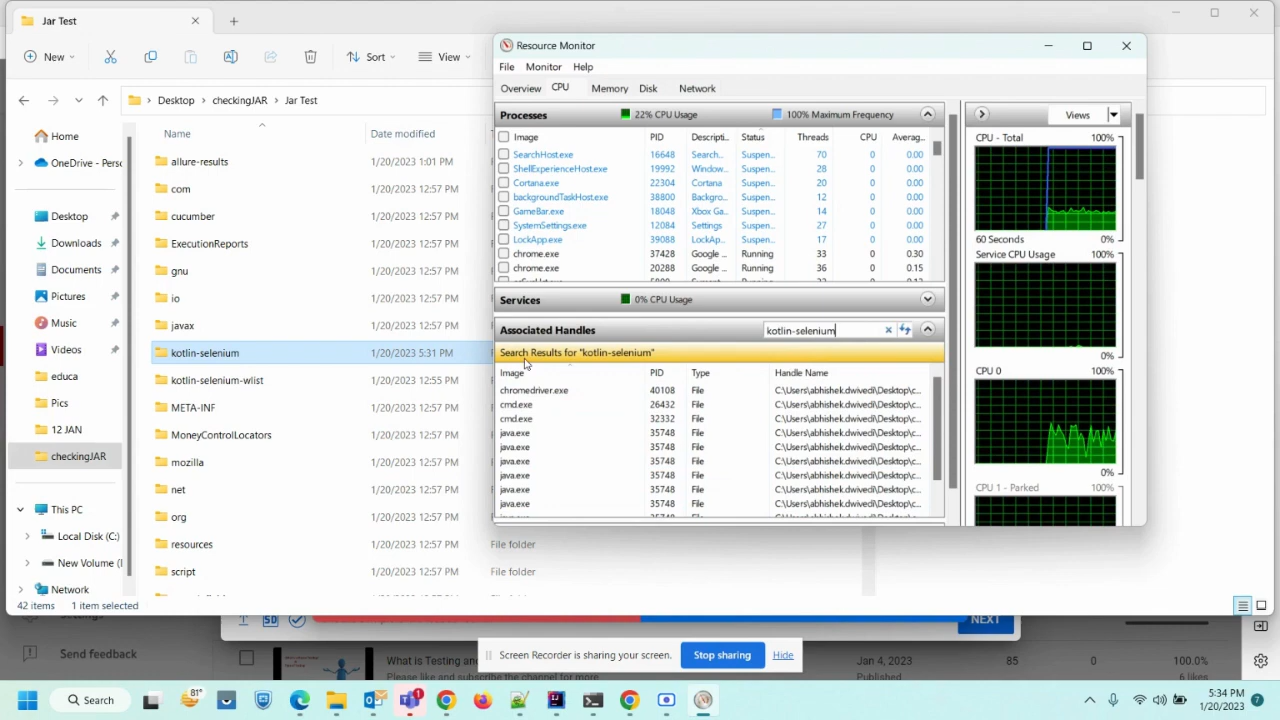 Jar Test
New
Sort
View
Desktop > checkingJAR > Jar Test
Home
OneDrive - Persc
Desktop
Downloads
Documents
Pictures
Music
Videos
educa
Pics
12 JAN
checkingJAR
This PC
Local Disk (C:)
New Volume (I
Network
Name Date modified
allure-results 1/20/2023 1:01 PM
com 1/20/2023 12:57 PM
cucumber 1/20/2023 12:57 PM
ExecutionReports 1/20/2023 12:57 PM
gnu 1/20/2023 12:57 PM
io 1/20/2023 12:57 PM
javax 1/20/2023 12:57 PM
kotlin-selenium 1/20/2023 5:31 PM
kotlin-selenium-wlist 1/20/2023 12:55 PM
META-INF 1/20/2023 12:57 PM
MoneyControlLocators 1/20/2023 12:57 PM
mozilla 1/20/2023 12:57 PM
net 1/20/2023 12:57 PM
org 1/20/2023 12:57 PM
resources 1/20/2023 12:57 PM File folder
script 1/20/2023 12:57 PM File folder
42 items 1 item selected
Resource Monitor
File Monitor Help
Overview CPU Memory Disk Network
Processes 22% CPU Usage 100% Maximum Frequency
Image PID Descripti... Status Threads CPU Averag...
SearchHost.exe 16648 Search... Suspen... 70 0 0.00
ShellExperienceHost.exe 19992 Window... Suspen... 28 0 0.00
Cortana.exe 22304 Cortana Suspen... 20 0 0.00
backgroundTaskHost.exe 38800 Backgro... Suspen... 12 0 0.00
GameBar.exe 18048 Xbox Ga... Suspen... 14 0 0.00
SystemSettings.exe 12084 Settings Suspen... 27 0 0.00
LockApp.exe 39088 LockAp... Suspen... 17 0 0.00
chrome.exe 37428 Google ... Running 33 0 0.30
chrome.exe 20288 Google ... Running 36 0 0.15
Services 0% CPU Usage
Associated Handles kotlin-selenium
Search Results for "kotlin-selenium"
Image PID Type Handle Name
chromedriver.exe 40108 File C:\Users\abhishek.dwivedi\Desktop\c...
cmd.exe 26432 File C:\Users\abhishek.dwivedi\Desktop\c...
cmd.exe 32332 File C:\Users\abhishek.dwivedi\Desktop\c...
java.exe 35748 File C:\Users\abhishek.dwivedi\Desktop\c...
java.exe 35748 File C:\Users\abhishek.dwivedi\Desktop\c...
java.exe 35748 File C:\Users\abhishek.dwivedi\Desktop\c...
java.exe 35748 File C:\Users\abhishek.dwivedi\Desktop\c...
java.exe 35748 File C:\Users\abhishek.dwivedi\Desktop\c...
java.exe 35748 File C:\Users\abhishek.dwivedi\Desktop\c...
Views
CPU - Total 100%
60 Seconds 0%
Service CPU Usage 100%
0%
CPU 0 100%
0%
CPU 1 - Parked 100%
NEXT
Send feedback
What is Testing an
Please like and subscribe the channel for more.
Jan 4, 2023 85 0 100.0%
6 likes
Screen Recorder is sharing your screen. Stop sharing Hide
Search
81°
1
5:34 PM
1/20/2023
7